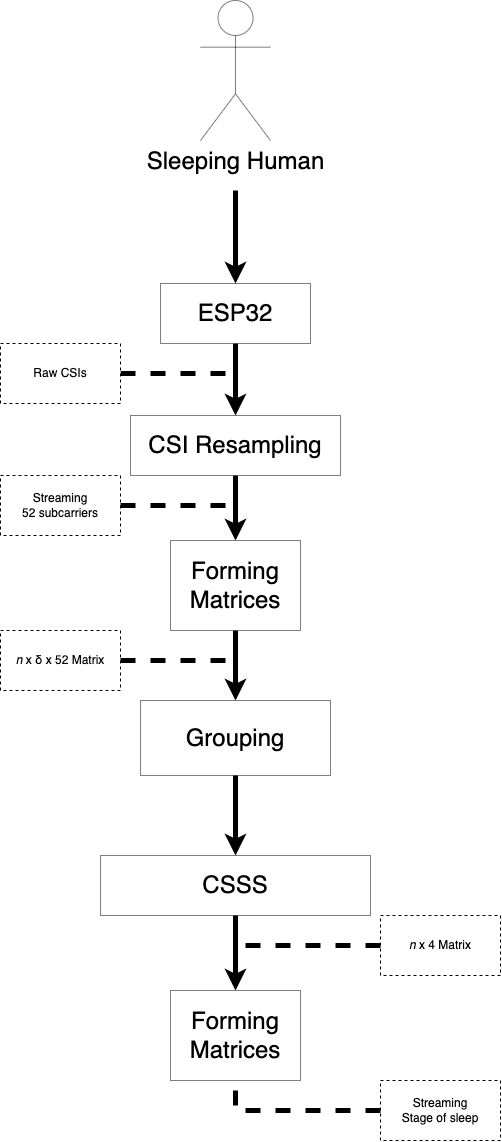 Sleeping Human
ESP32
Raw CSIs
CSI Resampling
Streaming
52 subcarriers
Forming
Matrices
n x δ x 52 Matrix
Grouping
CSSS
n x 4 Matrix
Forming
Matrices
Streaming
Stage of sleep